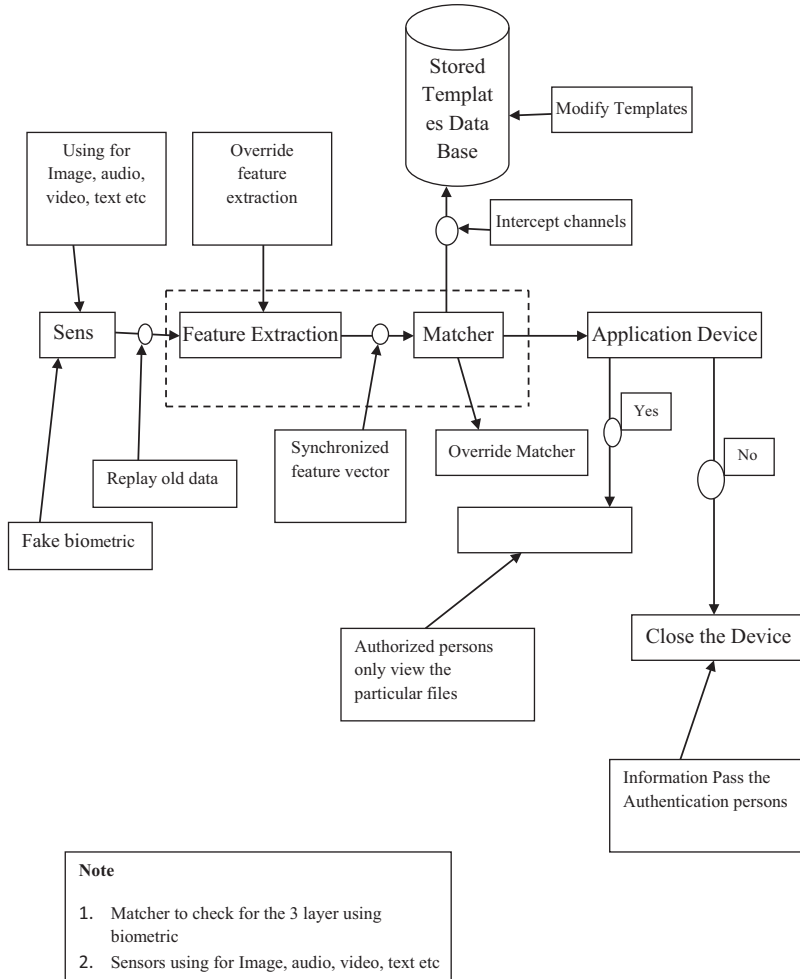 Stored
Templat
es Data
Base
Modify Templates
Using for
Image, audio,
video, text etc
Override
feature
extraction
Intercept channels
Sens
Feature Extraction
Matcher
Application Device
Yes
Synchronized
feature vector
Override Matcher
No
Replay old data
Fake biometric
Authorized persons
only view the
particular files
Close the Device
Information Pass the
Authentication persons
Note
1. Matcher to check for the 3 layer using
biometric
2. Sensors using for Image, audio, video, text etc